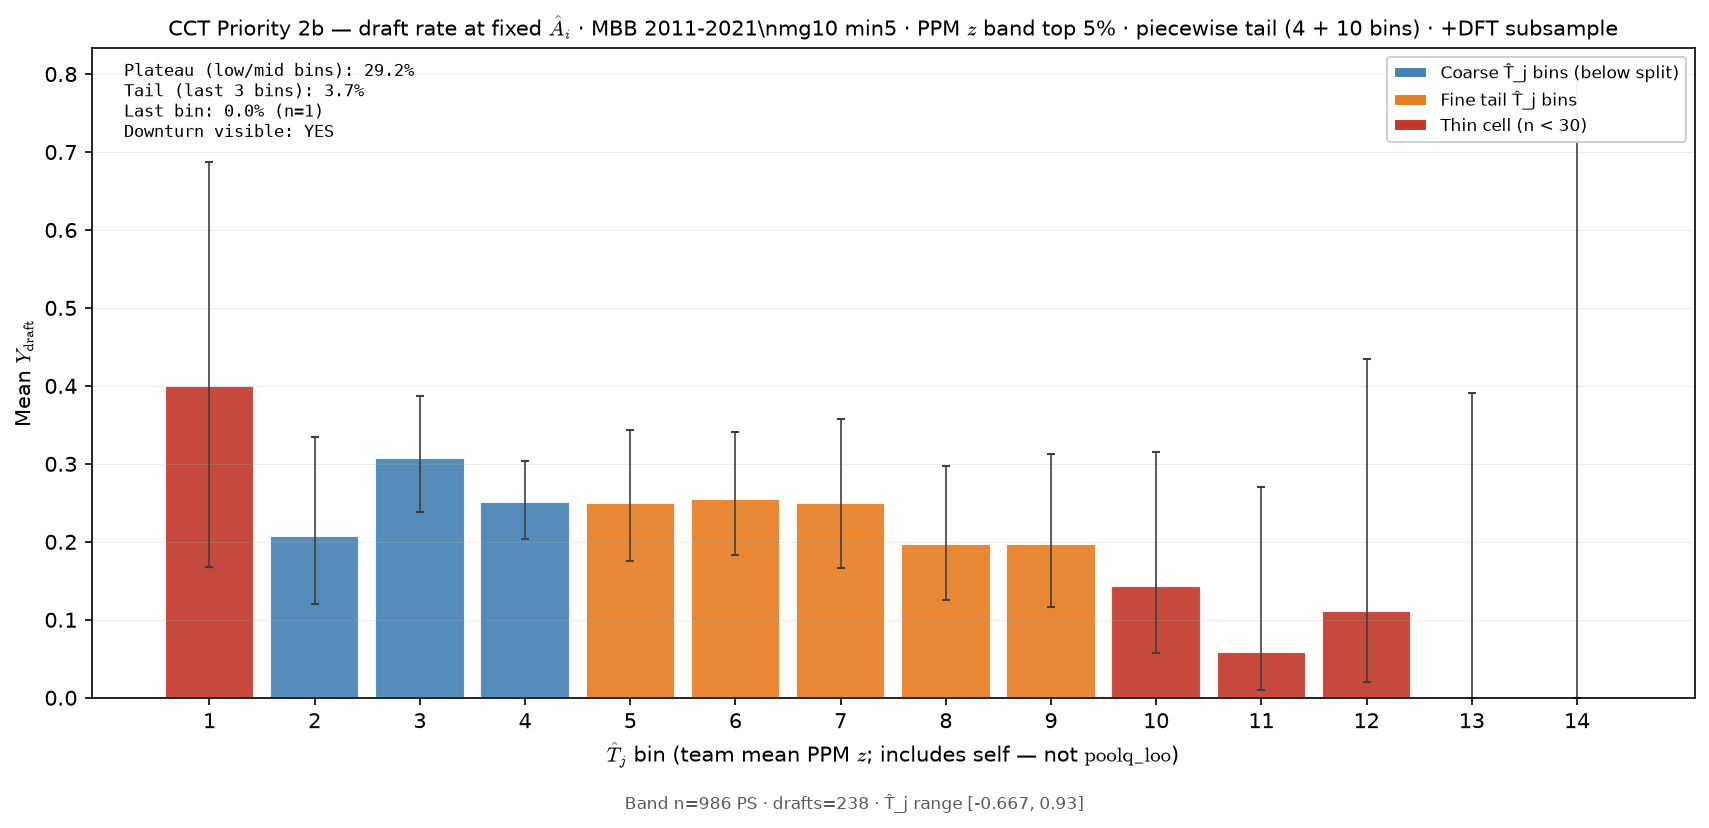 CCT Priority 2b — draft rate at fixed Âᵢ · MBB 2011-2021\nmg10 min5 · PPM z band top 5% · piecewise tail (4 + 10 bins) · +DFT subsample
Plateau (low/mid bins): 29.2%
Tail (last 3 bins): 3.7%
Last bin: 0.0% (n=1)
Downturn visible: YES
Coarse T̂_j bins (below split)
Fine tail T̂_j bins
Thin cell (n < 30)
Mean Y_draft
0.8
0.7
0.6
0.5
0.4
0.3
0.2
0.1
0.0
1 2 3 4 5 6 7 8 9 10 11 12 13 14
T̂ⱼ bin (team mean PPM z; includes self — not poolq_loo)
Band n=986 PS · drafts=238 · T̂_j range [-0.667, 0.93]